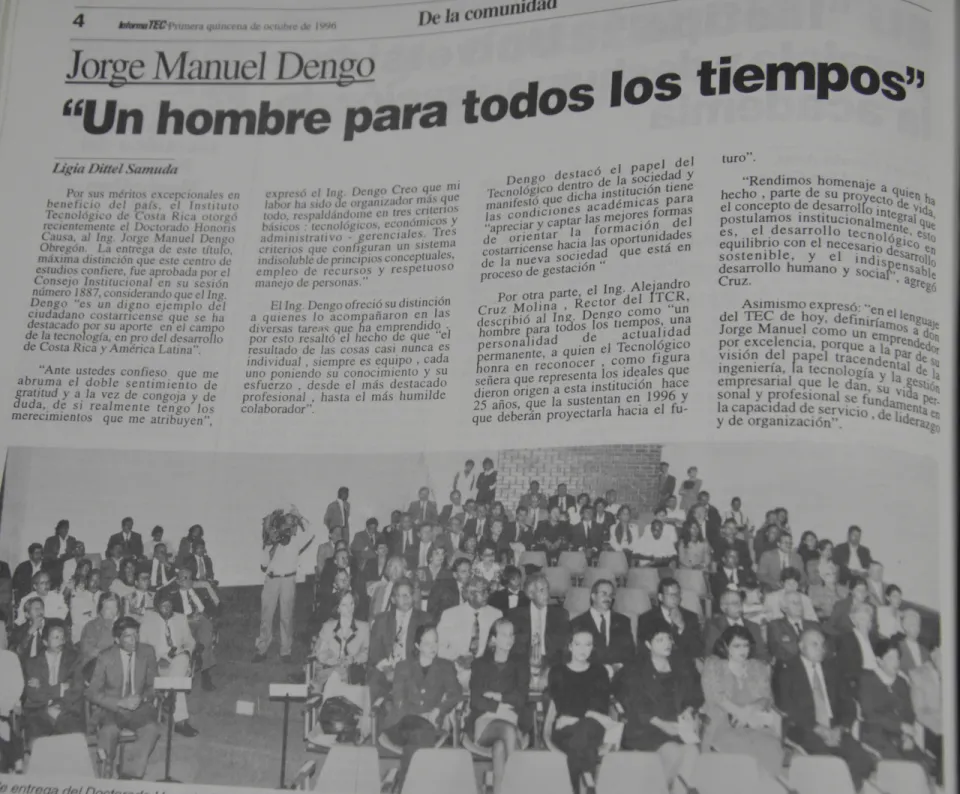 4
InformaTEC Primera quincena de octubre de 1996
De la comunidad
Jorge Manuel Dengo
“Un hombre para todos los tiempos”
Ligia Dittel Samuda
Por sus méritos excepcionales en
beneficio del país, el Instituto
Tecnológico de Costa Rica otorgó
recientemente el Doctorado Honoris
Causa, al Ing. Jorge Manuel Dengo
Obregón. La entrega de este título,
máxima distinción que este centro de
estudios confiere, fue aprobada por el
Consejo Institucional en su sesión
número 1887, considerando que el Ing.
Dengo “es un digno ejemplo del
ciudadano costarricense que se ha
destacado por su aporte en el campo
de la tecnología, en pro del desarrollo
de Costa Rica y América Latina”.
“Ante ustedes confieso que me
abruma el doble sentimiento de
gratitud y a la vez de congoja y de
duda, de si realmente tengo los
merecimientos que me atribuyen”,
expresó el Ing. Dengo Creo que mi
labor ha sido de organizador más que
todo, respaldándome en tres criterios
básicos : tecnológicos, económicos y
administrativo - gerenciales. Tres
criterios que configuran un sistema
indisoluble de principios conceptuales,
empleo de recursos y respetuoso
manejo de personas.”
El Ing. Dengo ofreció su distinción
a quienes lo acompañaron en las
diversas tareas que ha emprendido ,
por esto resaltó el hecho de que “el
resultado de las cosas casi nunca es
individual , siempre es equipo , cada
uno poniendo su conocimiento y su
esfuerzo , desde el más destacado
profesional , hasta el más humilde
colaborador”.
Dengo destacó el papel del
Tecnológico dentro de la sociedad y
manifestó que dicha institución tiene
las condiciones académicas para
“apreciar y captar las mejores formas
de orientar la formación del
costarricense hacia las oportunidades
de la nueva sociedad que está en
proceso de gestación “
Por otra parte, el Ing. Alejandro
Cruz Molina , Rector del ITCR,
describió al Ing. Dengo como “un
hombre para todos los tiempos, una
personalidad de actualidad
permanente, a quien el Tecnológico
honra en reconocer , como figura
señera que representa los ideales que
dieron origen a esta institución hace
25 años, que la sustentan en 1996 y
que deberán proyectarla hacia el fu-
turo”.
“Rendimos homenaje a quien ha
hecho , parte de su proyecto de vida,
el concepto de desarrollo integral que
postulamos institucionalmente, esto
es, el desarrollo tecnológico en
equilibrio con el necesario desarrollo
sostenible, y el indispensable
desarrollo humano y social”, agregó
Cruz.
Asimismo expresó: “en el lenguaje
del TEC de hoy, definiríamos a don
Jorge Manuel como un emprendedor
por excelencia, porque a la par de su
visión del papel tracendental de la
ingeniería, la tecnología y la gestión
empresarial que le dan, su vida per-
sonal y profesional se fundamenta en
la capacidad de servicio , de liderazgo
y de organización”.
entrega del Doctorado